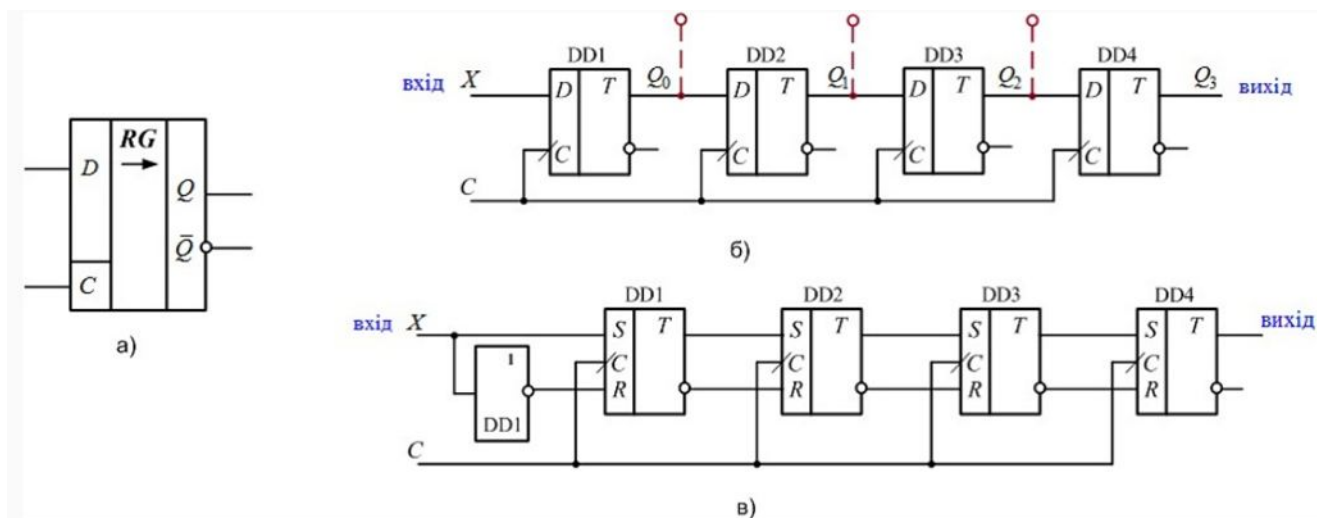 RG
D
Q
Q̄
C
а)
DD1 DD2 DD3 DD4
вхід X Q₀ Q₁ Q₂ Q₃ вихід
D T D T D T D T
C C C C
C
б)
DD1 DD2 DD3 DD4
вхід X S T S T S T S T вихід
1 C C C C
R R R R
DD1
C
в)